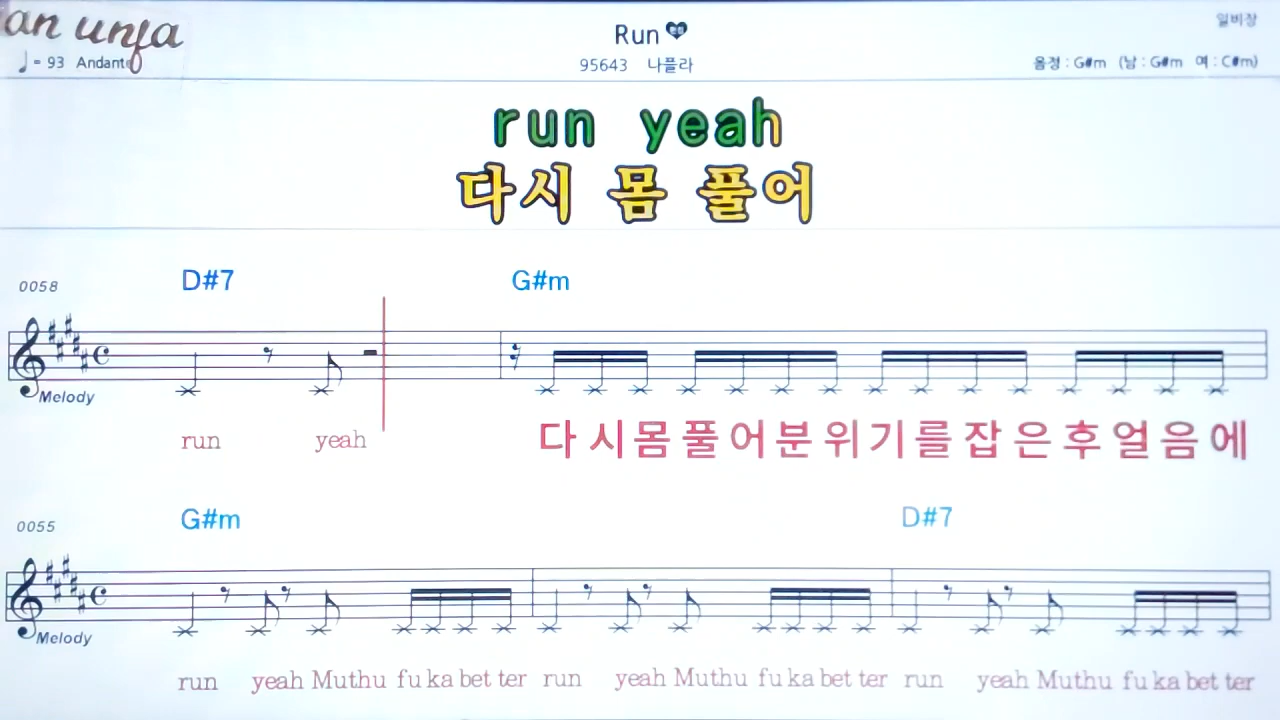 an unfa
Run
일비장
♩= 93 Andante
95643 나플라
음정 : G#m (남 : G#m 여 : C#m)
run yeah
다시 몸 풀어
0058 D#7 G#m
Melody
run yeah 다 시 몸 풀 어 분 위 기 를 잡 은 후 얼 음 에
0055 G#m D#7
Melody
run yeah Muthu fu ka bet ter run yeah Muthu fu ka bet ter run yeah Muthu fu ka bet ter